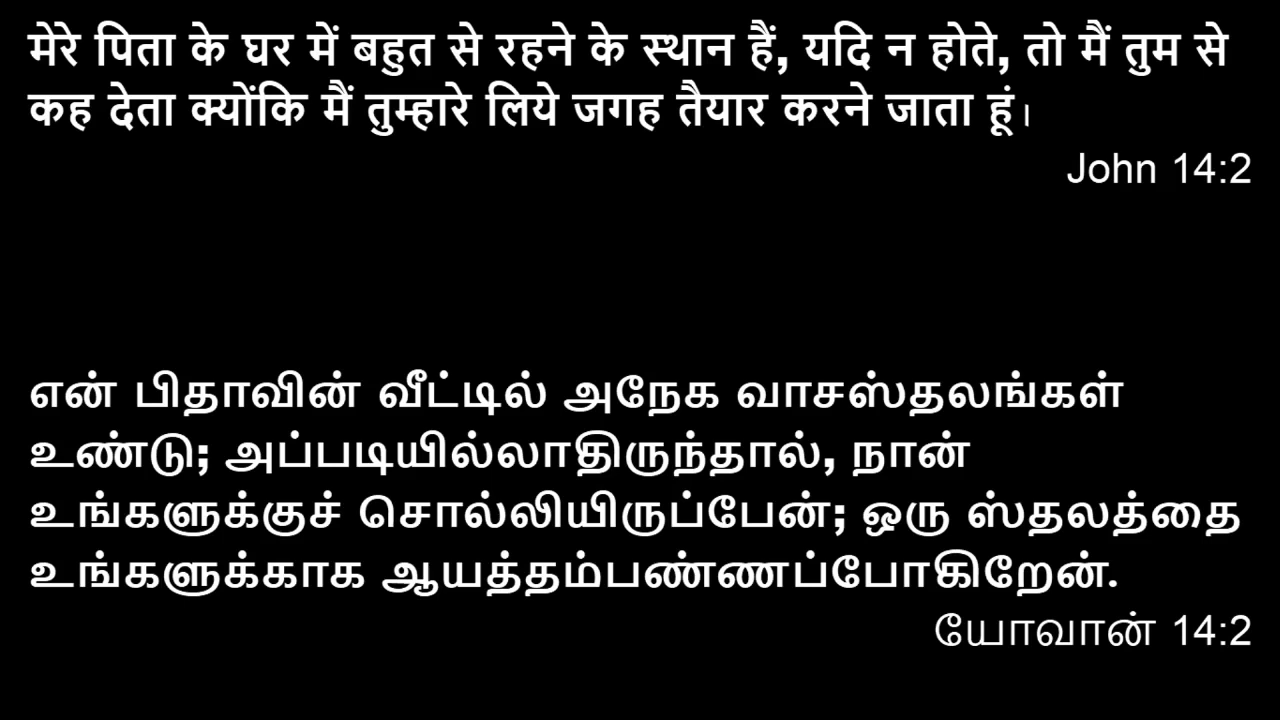 मेरे पिता के घर में बहुत से रहने के स्थान हैं, यदि न होते, तो मैं तुम से
कह देता क्योंकि मैं तुम्हारे लिये जगह तैयार करने जाता हूं।
John 14:2
என் பிதாவின் வீட்டில் அநேக வாசஸ்தலங்கள்
உண்டு; அப்படியில்லாதிருந்தால், நான்
உங்களுக்குச் சொல்லியிருப்பேன்; ஒரு ஸ்தலத்தை
உங்களுக்காக ஆயத்தம்பண்ணப்போகிறேன்.
யோவான் 14:2